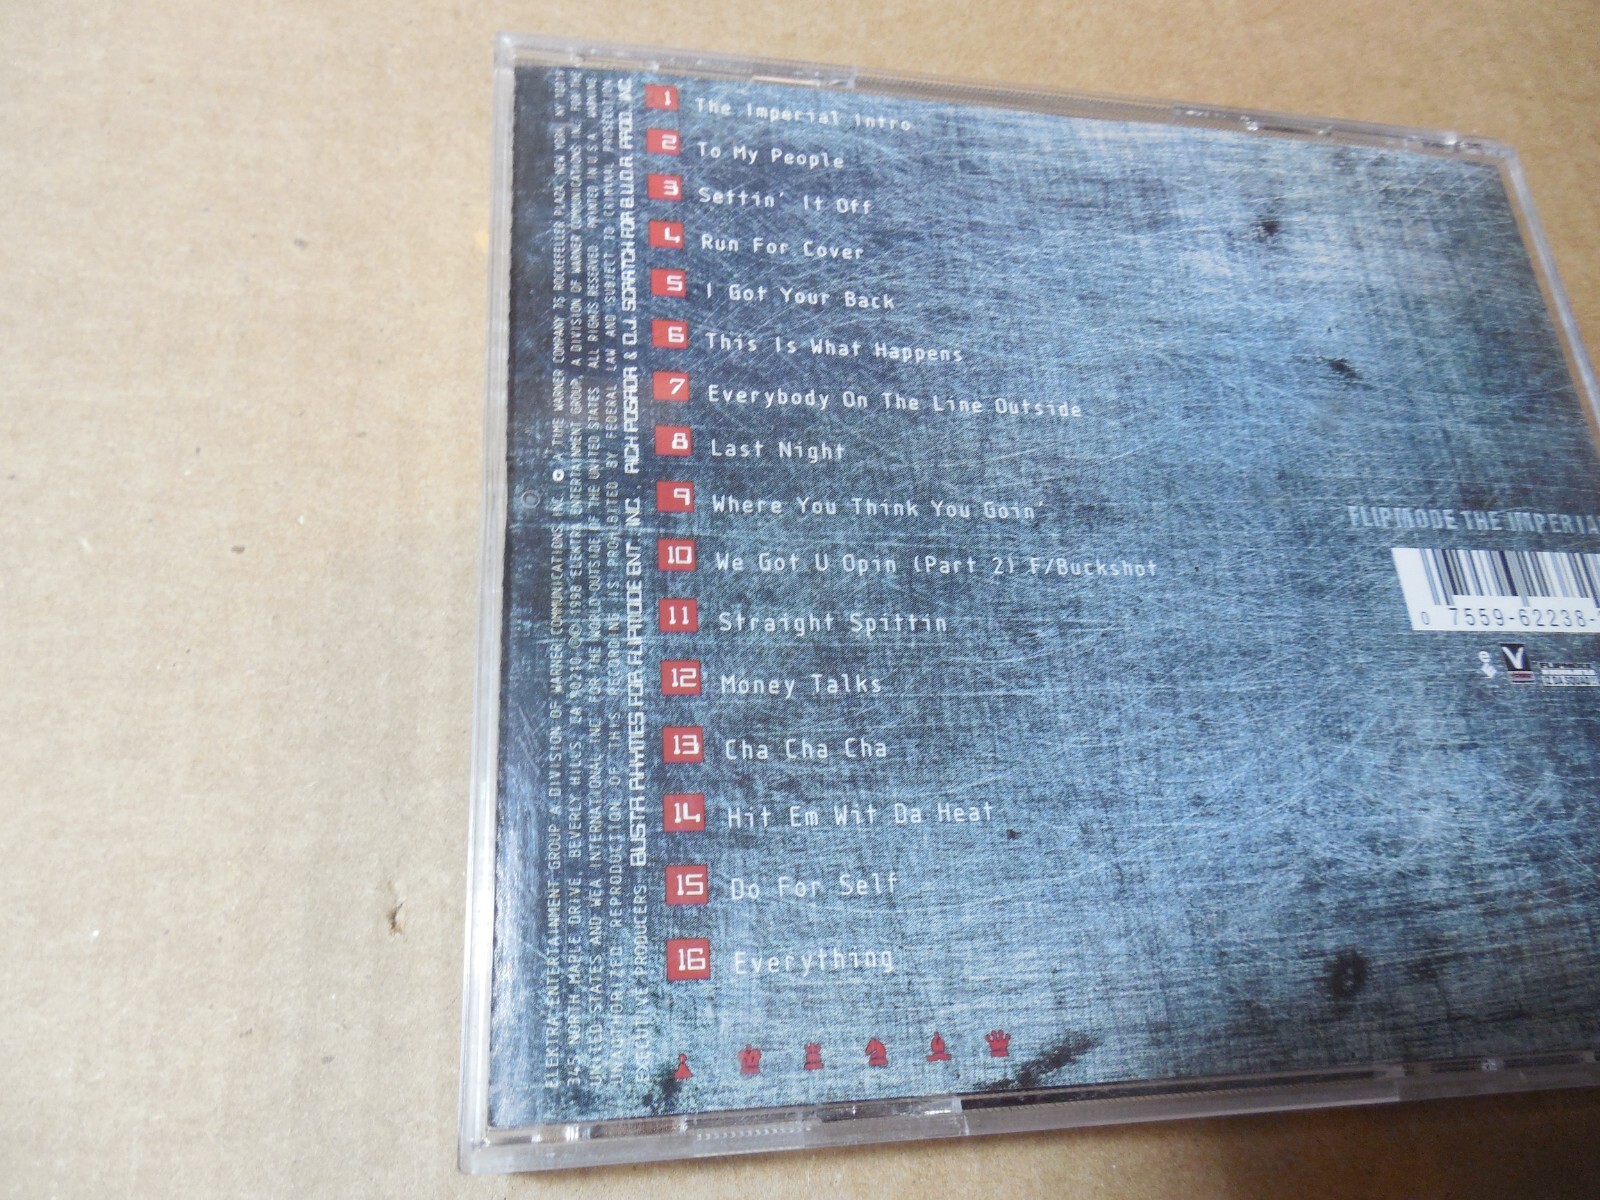 1 The Imperial Intro
2 To My People
3 Settin' It Off
4 Run For Cover
5 I Got Your Back
6 This Is What Happens
7 Everybody On The Line Outside
8 Last Night
9 Where You Think You Goin'
10 We Got U Opin (Part 2) F/Buckshot
11 Straight Spittin
12 Money Talks
13 Cha Cha Cha
14 Hit Em Wit Da Heat
15 Do For Self
16 Everything
FLIPMODE THE IMPERIA
0 7559-62238-
ELEKTRA ENTERTAINMENT GROUP A DIVISION OF WARNER COMMUNICATIONS INC. A TIME WARNER COMPANY 75 ROCKEFELLER PLAZA NEW YORK, NY 10019
345 NORTH MAPLE DRIVE, BEVERLY HILLS, CA 90210 ©℗1998 ELEKTRA ENTERTAINMENT GROUP, A DIVISION OF WARNER COMMUNICATIONS INC. FOR THE
UNITED STATES AND WEA INTERNATIONAL INC. FOR THE WORLD OUTSIDE OF THE UNITED STATES. ALL RIGHTS RESERVED. PRINTED IN U.S.A. WARNING
UNAUTHORIZED REPRODUCTION OF THIS RECORDING IS PROHIBITED BY FEDERAL LAW AND SUBJECT TO CRIMINAL PROSECUTION
EXECUTIVE PRODUCERS: BUSTA RHYMES FOR FLIPMODE ENT. INC., RICH POSADA & D.J. SCRATCH FOR B.W.D.R. PROD. INC.